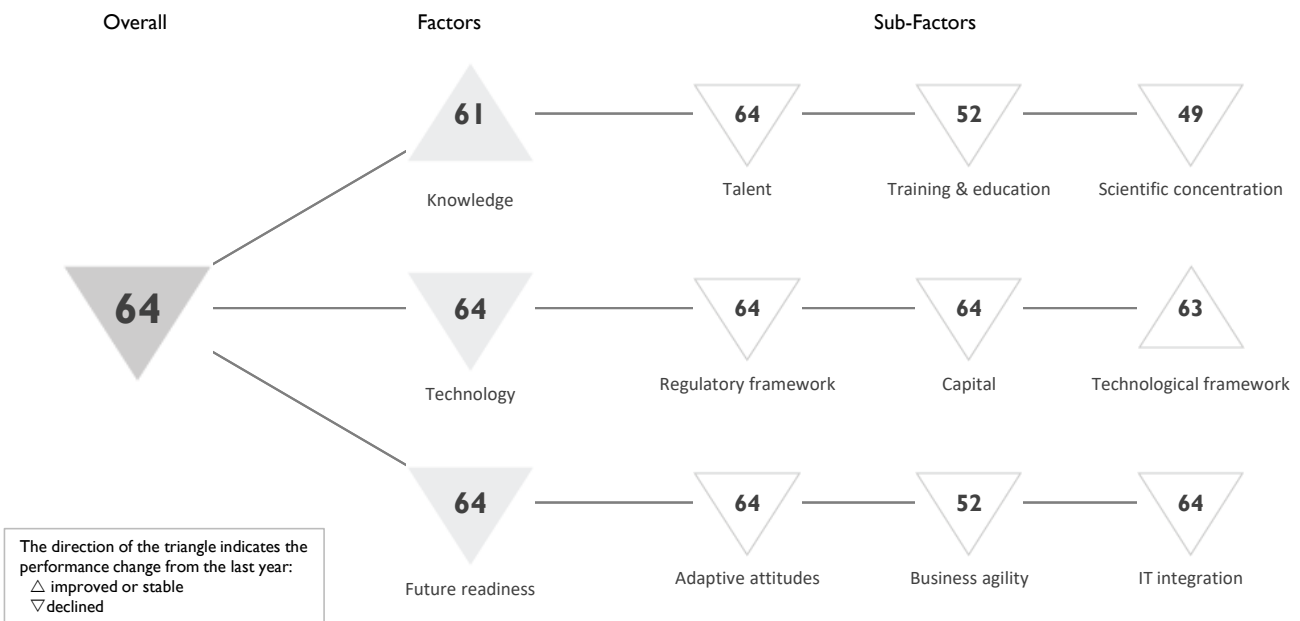 Overall Factors Sub-Factors
61 64 52 49
Knowledge Talent Training & education Scientific concentration
64 64 64 64 63
Technology Regulatory framework Capital Technological framework
64 64 52 64
Future readiness Adaptive attitudes Business agility IT integration
The direction of the triangle indicates the
performance change from the last year:
△ improved or stable
▽ declined